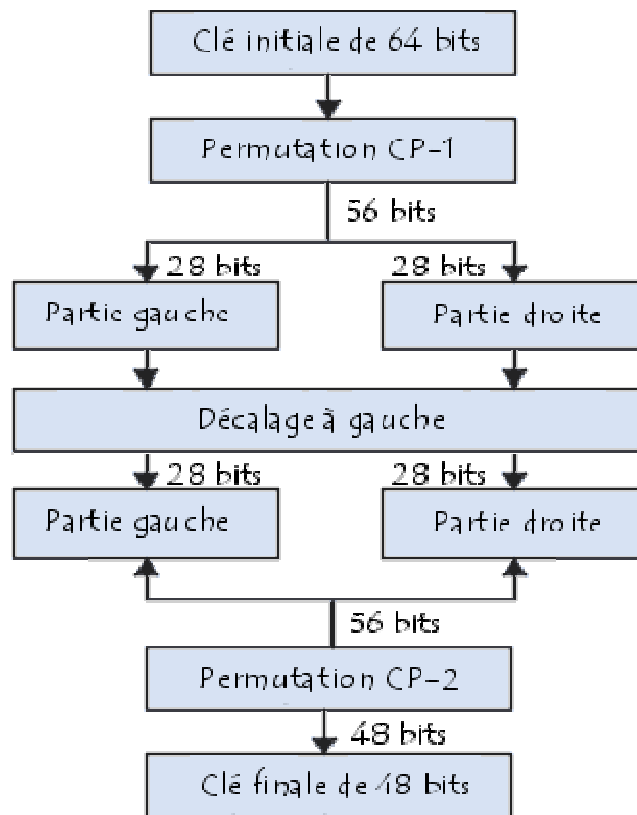 Clé initiale de 64 bits
Permutation CP-1
56 bits
28 bits 28 bits
Partie gauche Partie droite
Décalage à gauche
28 bits 28 bits
Partie gauche Partie droite
56 bits
Permutation CP-2
48 bits
Clé finale de 48 bits